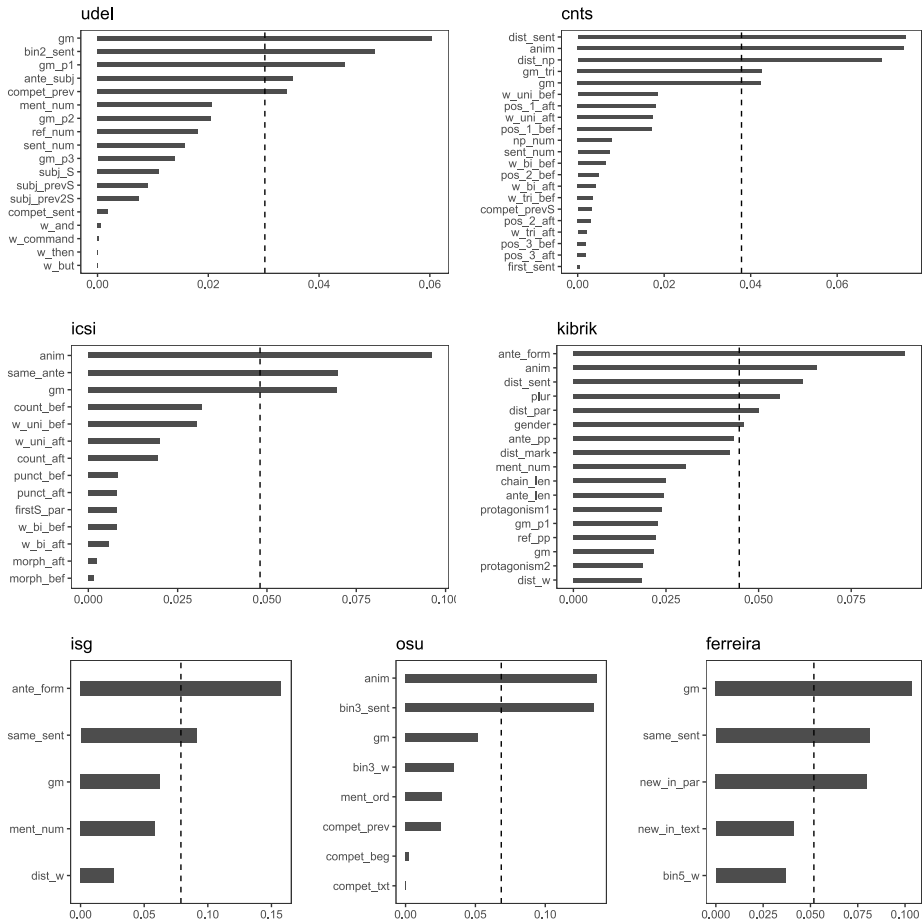 udel
gm
bin2_sent
gm_p1
ante_subj
compet_prev
ment_num
gm_p2
ref_num
sent_num
gm_p3
subj_S
subj_prevS
subj_prev2S
compet_sent
w_and
w_command
w_then
w_but
0.00 0.02 0.04 0.06
cnts
dist_sent
anim
dist_np
gm_tri
gm
w_uni_bef
pos_1_aft
w_uni_aft
pos_1_bef
np_num
sent_num
w_bi_bef
pos_2_bef
w_bi_aft
w_tri_bef
compet_prevS
pos_2_aft
w_tri_aft
pos_3_bef
pos_3_aft
first_sent
0.00 0.02 0.04 0.06
icsi
anim
same_ante
gm
count_bef
w_uni_bef
w_uni_aft
count_aft
punct_bef
punct_aft
firstS_par
w_bi_bef
w_bi_aft
morph_aft
morph_bef
0.000 0.025 0.050 0.075 0.100
kibrik
ante_form
anim
dist_sent
plur
dist_par
gender
ante_pp
dist_mark
ment_num
chain_len
ante_len
protagonism1
gm_p1
ref_pp
gm
protagonism2
dist_w
0.000 0.025 0.050 0.075
isg
ante_form
same_sent
gm
ment_num
dist_w
0.00 0.05 0.10 0.15
osu
anim
bin3_sent
gm
bin3_w
ment_ord
compet_prev
compet_beg
compet_txt
0.00 0.05 0.10
ferreira
gm
same_sent
new_in_par
new_in_text
bin5_w
0.000 0.025 0.050 0.075 0.100